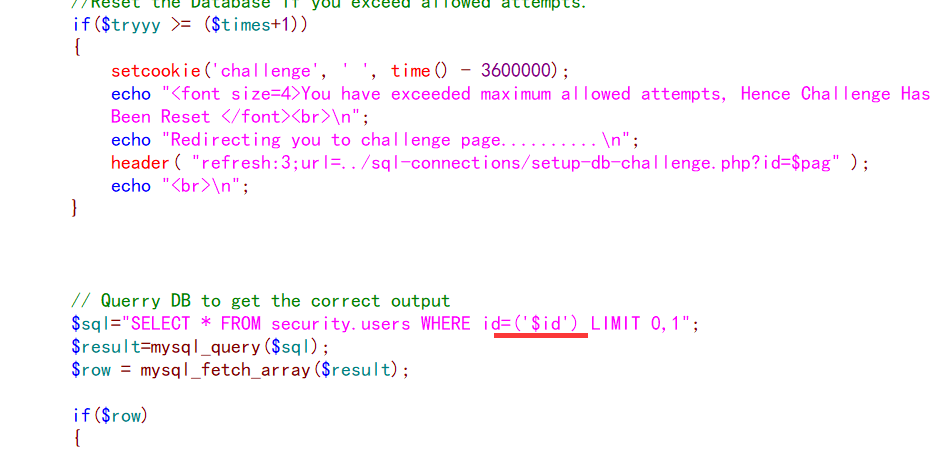 //Reset the Database if you exceed allowed attempts.
if($tryyy >= ($times+1))
{
setcookie('challenge', ' ', time() - 3600000);
echo "<font size=4>You have exceeded maximum allowed attempts, Hence Challenge Has
Been Reset </font><br>\n";
echo "Redirecting you to challenge page..........\n";
header( "refresh:3;url=../sql-connections/setup-db-challenge.php?id=$pag" );
echo "<br>\n";
}
// Querry DB to get the correct output
$sql="SELECT * FROM security.users WHERE id=('$id') LIMIT 0,1";
$result=mysql_query($sql);
$row = mysql_fetch_array($result);
if($row)
{